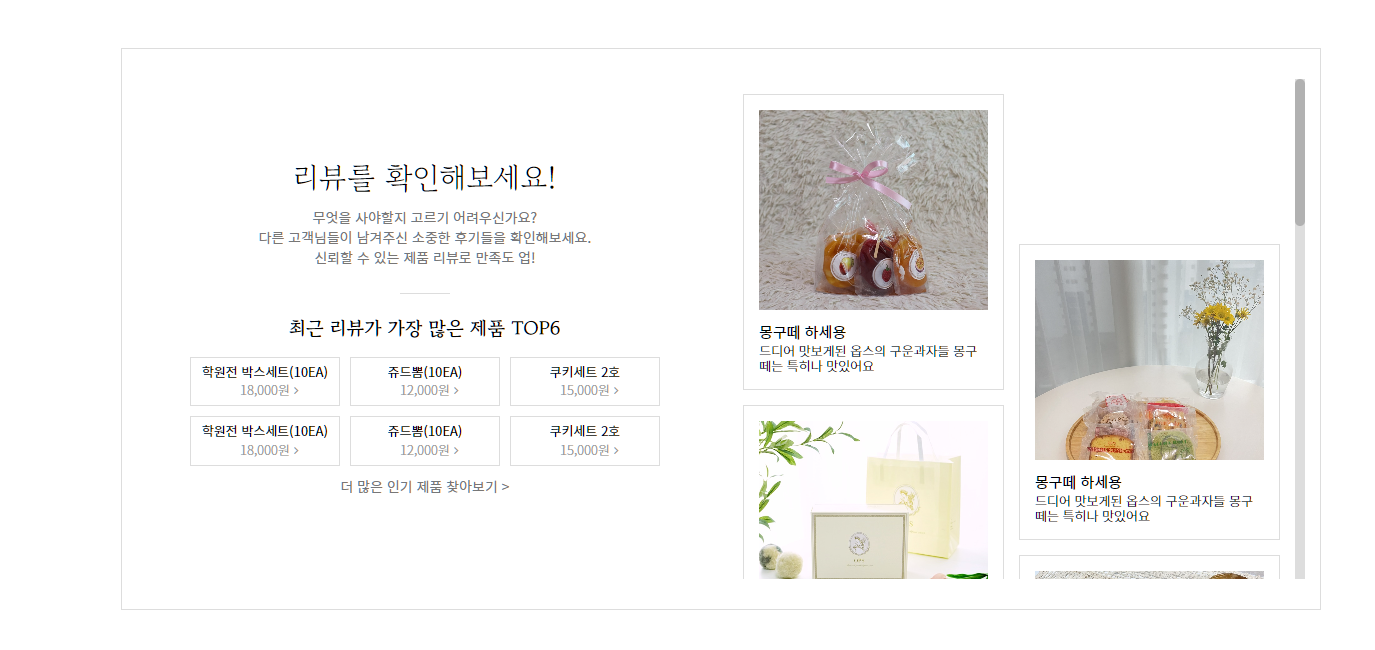 리뷰를 확인해보세요!
무엇을 사야할지 고르기 어려우신가요?
다른 고객님들이 남겨주신 소중한 후기들을 확인해보세요.
신뢰할 수 있는 제품 리뷰로 만족도 업!
최근 리뷰가 가장 많은 제품 TOP6
학원전 박스세트(10EA)
18,000원 >
쥬드뽐(10EA)
12,000원 >
쿠키세트 2호
15,000원 >
학원전 박스세트(10EA)
18,000원 >
쥬드뽐(10EA)
12,000원 >
쿠키세트 2호
15,000원 >
더 많은 인기 제품 찾아보기 >
몽구떼 하세용
드디어 맛보게된 옵스의 구운과자들 몽구
떼는 특히나 맛있어요
몽구떼 하세용
드디어 맛보게된 옵스의 구운과자들 몽구
떼는 특히나 맛있어요